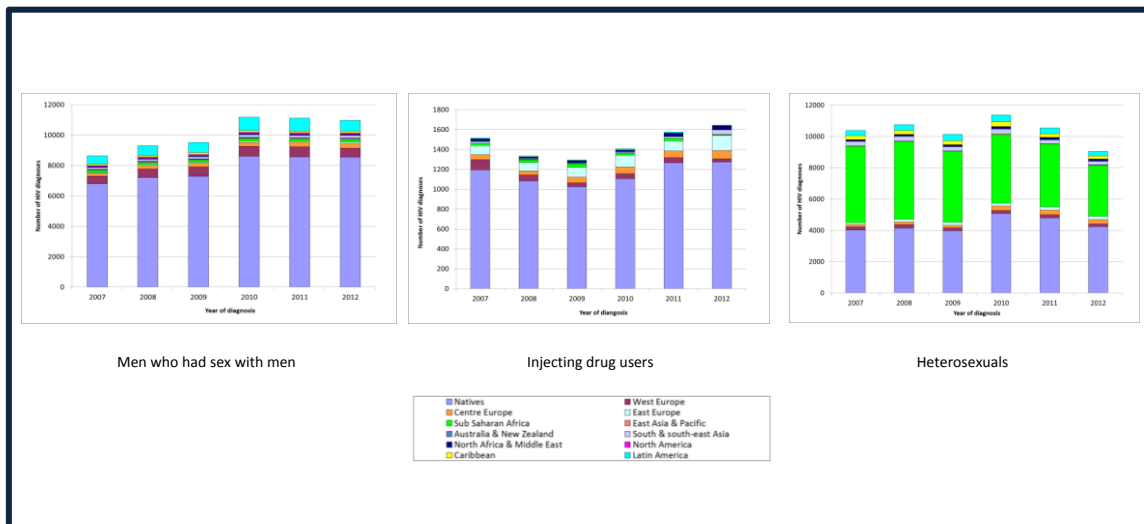 12000
10000
8000
6000
4000
2000
0
Number of HIV diagnoses
2007 2008 2009 2010 2011 2012
Year of diagnosis
1800
1600
1400
1200
1000
800
600
400
200
0
Number of HIV diagnoses
2007 2008 2009 2010 2011 2012
Year of diangosis
12000
10000
8000
6000
4000
2000
0
Number of HIV diagnoses
2007 2008 2009 2010 2011 2012
Year of diagnosis
Men who had sex with men
Injecting drug users
Heterosexuals
Natives West Europe
Centre Europe East Europe
Sub Saharan Africa East Asia & Pacific
Australia & New Zealand South & south-east Asia
North Africa & Middle East North America
Caribbean Latin America